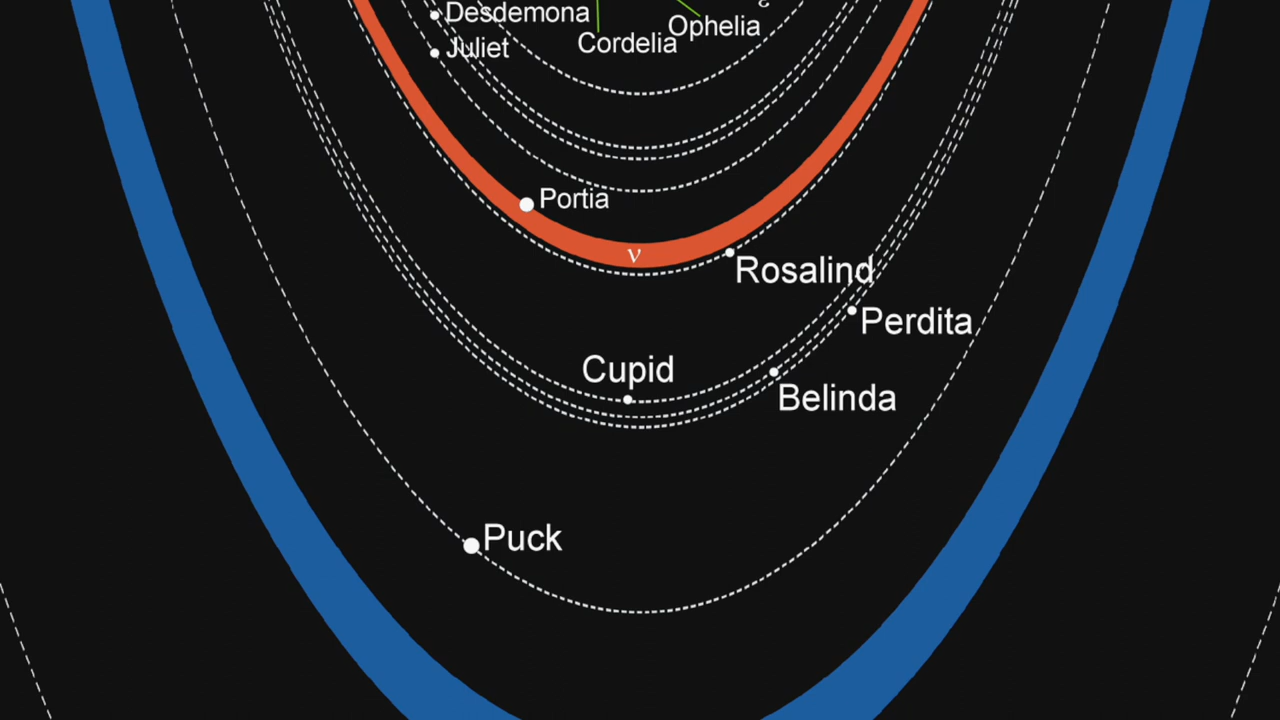 Desdemona
Ophelia
Cordelia
Juliet
Portia
ν
Rosalind
Perdita
Cupid
Belinda
Puck